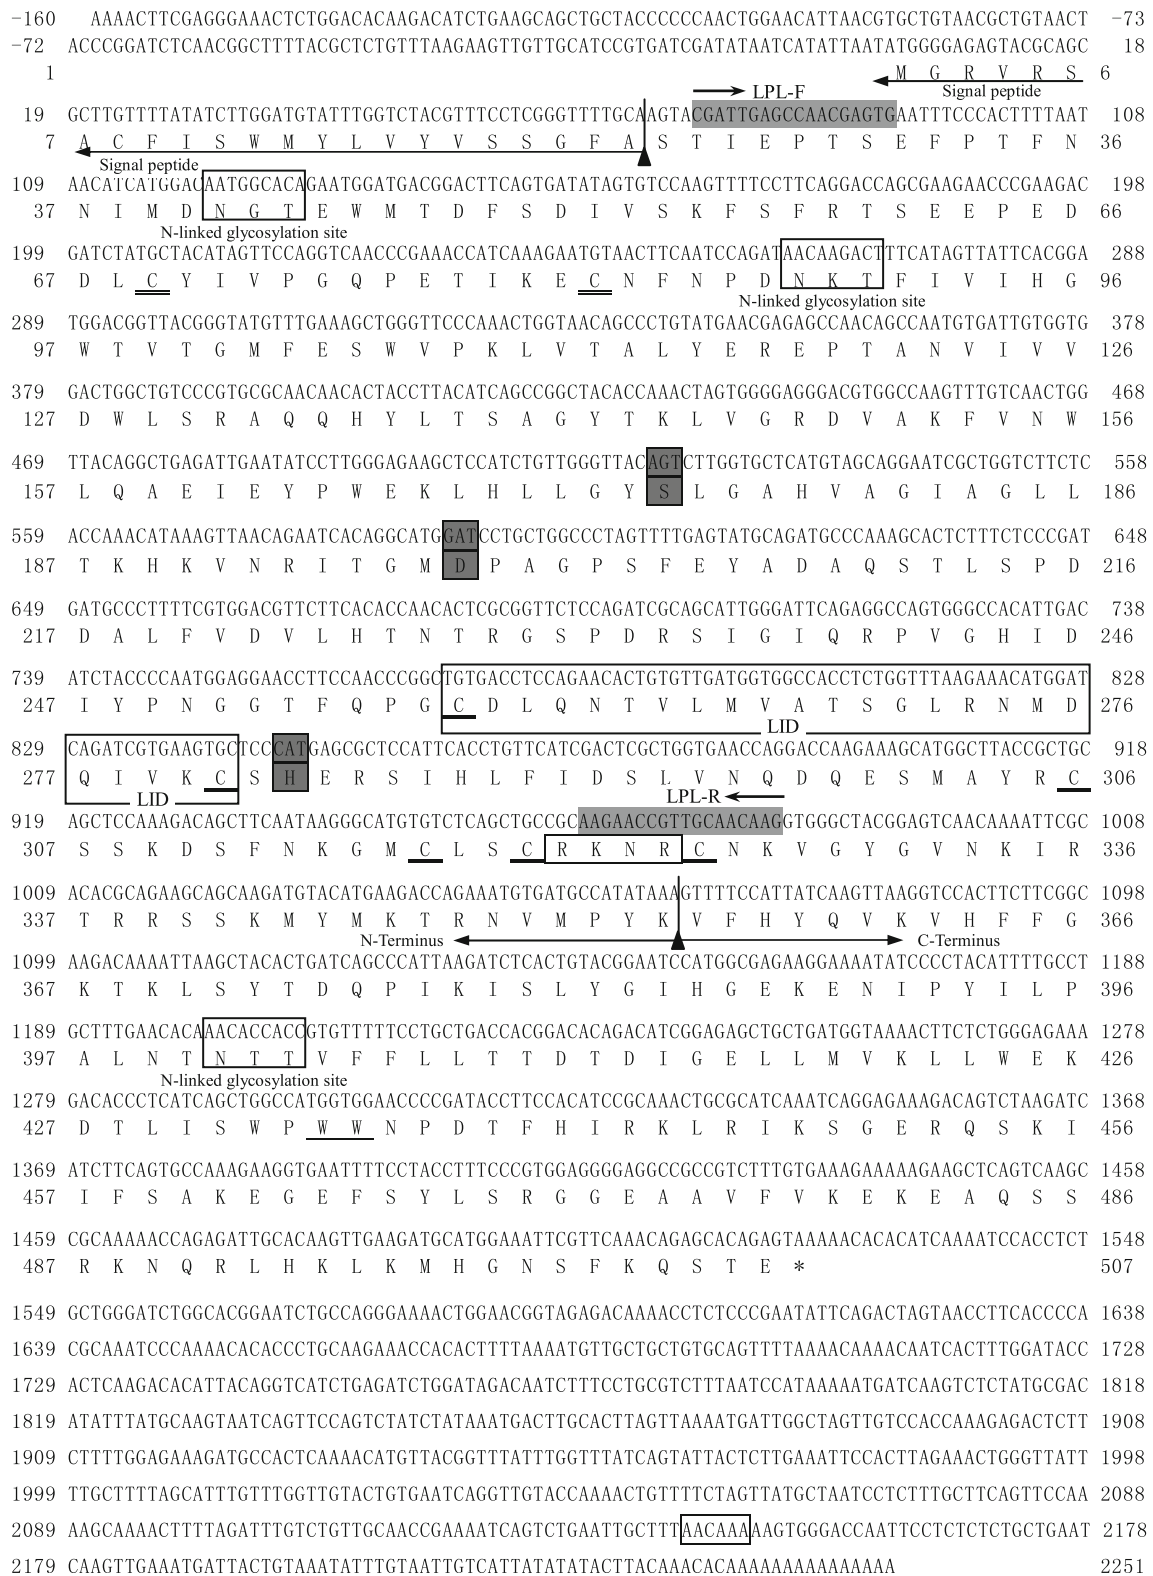 -160 AAAACTTCGAGGGAAACTCTGGACACAAGACATCTGAAGCAGCTGCTACCCCCCAACTGGAACATTAACGTGCTGTAACGCTGTAACT -73
-72 ACCCGGATCTCAACGGCTTTTACGCTCTGTTTAAGAAGTTGTTGCATCCGTGATCGATATAATCATATTAATATGGGGAGAGTACGCAGC 18
1 M G R V R S 6
LPL-F Signal peptide
19 GCTTGTTTTATATCTTGGATGTATTTGGTCTACGTTTCCTCGGGTTTTGCAAGTACGATTGAGCCAACGAGTGAATTTCCCACTTTTAAT 108
7 A C F I S W M Y L V Y V S S G F A S T I E P T S E F P T F N 36
Signal peptide
109 AACATCATGGACAATGGCACAGAATGGATGACGGACTTCAGTGATATAGTGTCCAAGTTTTCCTTCAGGACCAGCGAAGAACCCGAAGAC 198
37 N I M D N G T E W M T D F S D I V S K F S F R T S E E P E D 66
N-linked glycosylation site
199 GATCTATGCTACATAGTTCCAGGTCAACCCGAAACCATCAAAGAATGTAACTTCAATCCAGATAACAAGACTTTCATAGTTATTCACGGA 288
67 D L C Y I V P G Q P E T I K E C N F N P D N K T F I V I H G 96
N-linked glycosylation site
289 TGGACGGTTACGGGTATGTTTGAAAGCTGGGTTCCCAAACTGGTAACAGCCCTGTATGAACGAGAGCCAACAGCCAATGTGATTGTGGTG 378
97 W T V T G M F E S W V P K L V T A L Y E R E P T A N V I V V 126
379 GACTGGCTGTCCCGTGCGCAACAACACTACCTTACATCAGCCGGCTACACCAAACTAGTGGGGAGGGACGTGGCCAAGTTTGTCAACTGG 468
127 D W L S R A Q Q H Y L T S A G Y T K L V G R D V A K F V N W 156
469 TTACAGGCTGAGATTGAATATCCTTGGGAGAAGCTCCATCTGTTGGGTTACAGTCTTGGTGCTCATGTAGCAGGAATCGCTGGTCTTCTC 558
157 L Q A E I E Y P W E K L H L L G Y S L G A H V A G I A G L L 186
559 ACCAAACATAAAGTTAACAGAATCACAGGCATGGATCCTGCTGGCCCTAGTTTTGAGTATGCAGATGCCCAAAGCACTCTTTCTCCCGAT 648
187 T K H K V N R I T G M D P A G P S F E Y A D A Q S T L S P D 216
649 GATGCCCTTTTCGTGGACGTTCTTCACACCAACACTCGCGGTTCTCCAGATCGCAGCATTGGGATTCAGAGGCCAGTGGGCCACATTGAC 738
217 D A L F V D V L H T N T R G S P D R S I G I Q R P V G H I D 246
739 ATCTACCCCAATGGAGGAACCTTCCAACCCGGCTGTGACCTCCAGAACACTGTGTTGATGGTGGCCACCTCTGGTTTAAGAAACATGGAT 828
247 I Y P N G G T F Q P G C D L Q N T V L M V A T S G L R N M D 276
LID
829 CAGATCGTGAAGTGCTCCCATGAGCGCTCCATTCACCTGTTCATCGACTCGCTGGTGAACCAGGACCAAGAAAGCATGGCTTACCGCTGC 918
277 Q I V K C S H E R S I H L F I D S L V N Q D Q E S M A Y R C 306
LID LPL-R
919 AGCTCCAAAGACAGCTTCAATAAGGGCATGTGTCTCAGCTGCCGCAAGAACCGTTGCAACAAGGTGGGCTACGGAGTCAACAAAATTCGC 1008
307 S S K D S F N K G M C L S C R K N R C N K V G Y G V N K I R 336
1009 ACACGCAGAAGCAGCAAGATGTACATGAAGACCAGAAATGTGATGCCATATAAAGTTTTCCATTATCAAGTTAAGGTCCACTTCTTCGGC 1098
337 T R R S S K M Y M K T R N V M P Y K V F H Y Q V K V H F F G 366
N-Terminus C-Terminus
1099 AAGACAAAATTAAGCTACACTGATCAGCCCATTAAGATCTCACTGTACGGAATCCATGGCGAGAAGGAAAATATCCCCTACATTTTGCCT 1188
367 K T K L S Y T D Q P I K I S L Y G I H G E K E N I P Y I L P 396
1189 GCTTTGAACACAAACACCACCGTGTTTTTCCTGCTGACCACGGACACAGACATCGGAGAGCTGCTGATGGTAAAACTTCTCTGGGAGAAA 1278
397 A L N T N T T V F F L L T T D T D I G E L L M V K L L W E K 426
N-linked glycosylation site
1279 GACACCCTCATCAGCTGGCCATGGTGGAACCCCGATACCTTCCACATCCGCAAACTGCGCATCAAATCAGGAGAAAGACAGTCTAAGATC 1368
427 D T L I S W P W W N P D T F H I R K L R I K S G E R Q S K I 456
1369 ATCTTCAGTGCCAAAGAAGGTGAATTTTCCTACCTTTCCCGTGGAGGGGAGGCCGCCGTCTTTGTGAAAGAAAAAGAAGCTCAGTCAAGC 1458
457 I F S A K E G E F S Y L S R G G E A A V F V K E K E A Q S S 486
1459 CGCAAAAACCAGAGATTGCACAAGTTGAAGATGCATGGAAATTCGTTCAAACAGAGCACAGAGTAAAAACACACATCAAAATCCACCTCT 1548
487 R K N Q R L H K L K M H G N S F K Q S T E * 507
1549 GCTGGGATCTGGCACGGAATCTGCCAGGGAAAACTGGAACGGTAGAGACAAAACCTCTCCCGAATATTCAGACTAGTAACCTTCACCCCA 1638
1639 CGCAAATCCCAAAACACACCCTGCAAGAAACCACACTTTTAAAATGTTGCTGCTGTGCAGTTTTAAAACAAAACAATCACTTTGGATACC 1728
1729 ACTCAAGACACATTACAGGTCATCTGAGATCTGGATAGACAATCTTTCCTGCGTCTTTAATCCATAAAAATGATCAAGTCTCTATGCGAC 1818
1819 ATATTTATGCAAGTAATCAGTTCCAGTCTATCTATAAATGACTTGCACTTAGTTAAAATGATTGGCTAGTTGTCCACCAAAGAGACTCTT 1908
1909 CTTTTGGAGAAAGATGCCACTCAAAACATGTTACGGTTTATTTGGTTTATCAGTATTACTCTTGAAATTCCACTTAGAAACTGGGTTATT 1998
1999 TTGCTTTTAGCATTTGTTTGGTTGTACTGTGAATCAGGTTGTACCAAAACTGTTTTCTAGTTATGCTAATCCTCTTTGCTTCAGTTCCAA 2088
2089 AAGCAAAACTTTTAGATTTGTCTGTTGCAACCGAAAATCAGTCTGAATTGCTTTAACAAAAAGTGGGACCAATTCCTCTCTCTGCTGAAT 2178
2179 CAAGTTGAAATGATTACTGTAAATATTTGTAATTGTCATTATATATACTTACAAACACAAAAAAAAAAAAAAA 2251